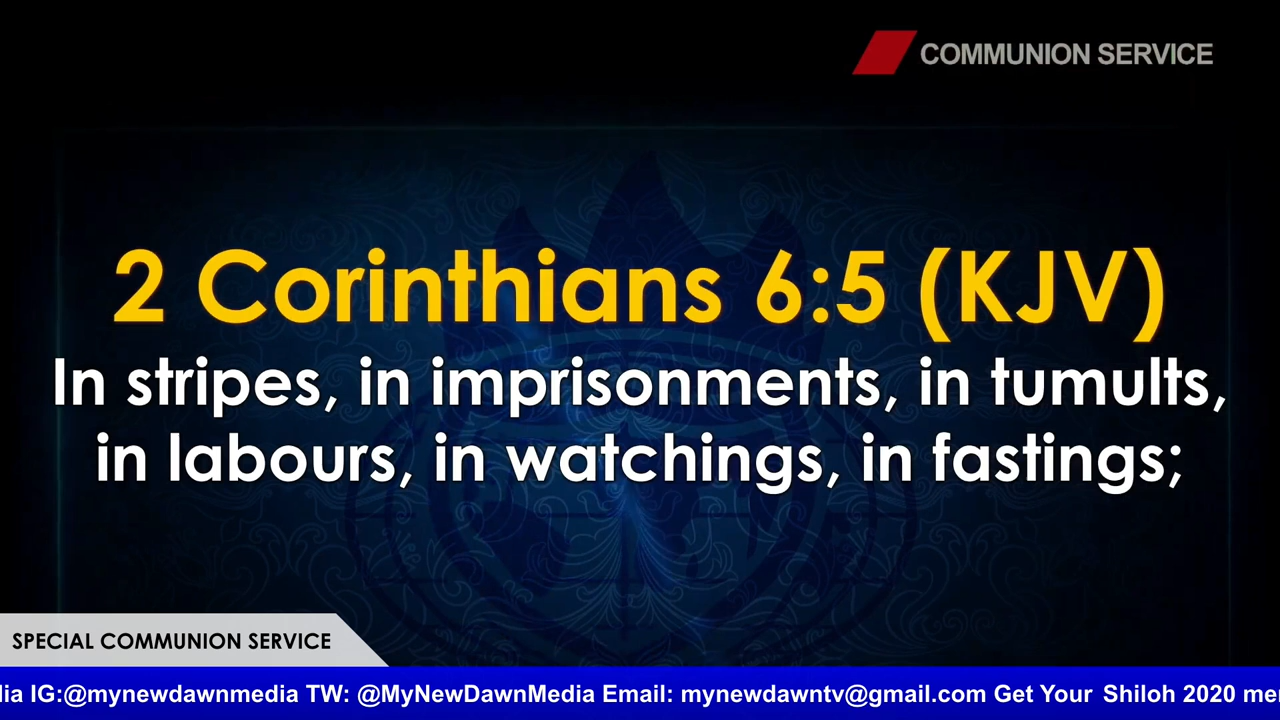 COMMUNION SERVICE
2 Corinthians 6:5 (KJV)
In stripes, in imprisonments, in tumults,
in labours, in watchings, in fastings;
SPECIAL COMMUNION SERVICE
IG:@mynewdawnmedia TW: @MyNewDawnMedia Email: mynewdawntv@gmail.com Get Your Shiloh 2020